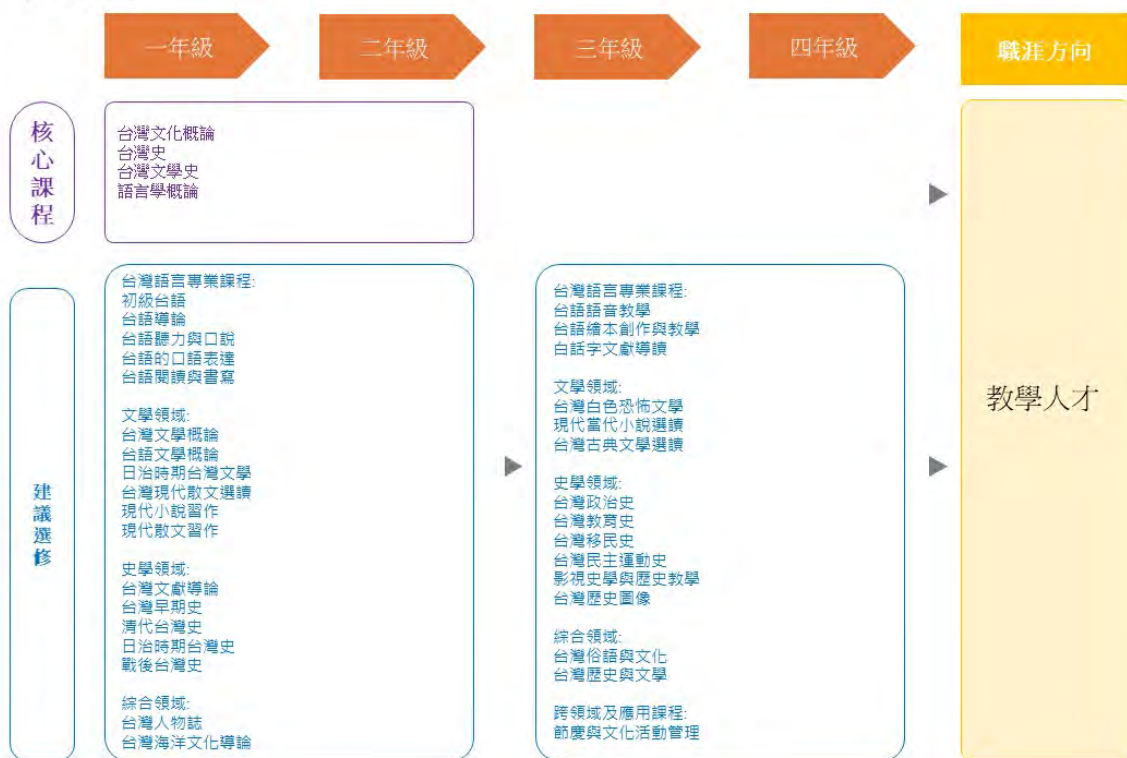 一年級
二年級
三年級
四年級
職涯方向
核心課程
台灣文化概論
台灣史
台灣文學史
語言學概論
建議選修
台灣語言專業課程:
初級台語
台語導論
台語聽力與口說
台語的口語表達
台語閱讀與書寫
文學領域:
台灣文學概論
台語文學概論
日治時期台灣文學
台灣現代散文選讀
現代小說習作
現代散文習作
史學領域:
台灣文獻導論
台灣早期史
清代台灣史
日治時期台灣史
戰後台灣史
綜合領域:
台灣人物誌
台灣海洋文化導論
台灣語言專業課程:
台語語音教學
台語繪本創作與教學
白話字文獻導讀
文學領域:
台灣白色恐怖文學
現代當代小說選讀
台灣古典文學選讀
史學領域:
台灣政治史
台灣教育史
台灣移民史
台灣民主運動史
影視史學與歷史教學
台灣歷史圖像
綜合領域:
台灣俗語與文化
台灣歷史與文學
跨領域及應用課程:
節慶與文化活動管理
教學人才